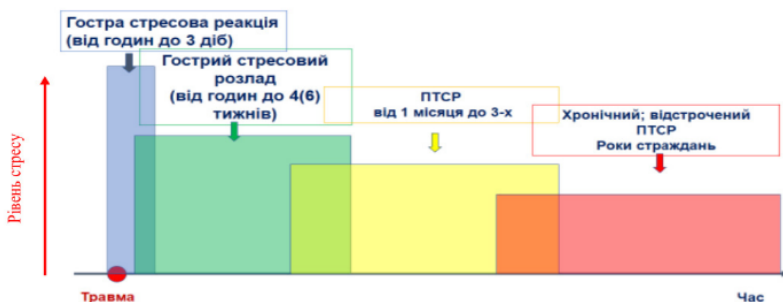 Гостра стресова реакція
(від годин до 3 діб)
Гострий стресовий
розлад
(від годин до 4(6)
тижнів)
ПТСР
від 1 місяця до 3-х
Хронічний; відстрочений
ПТСР
Роки страждань
Рівень стресу
Травма
Час